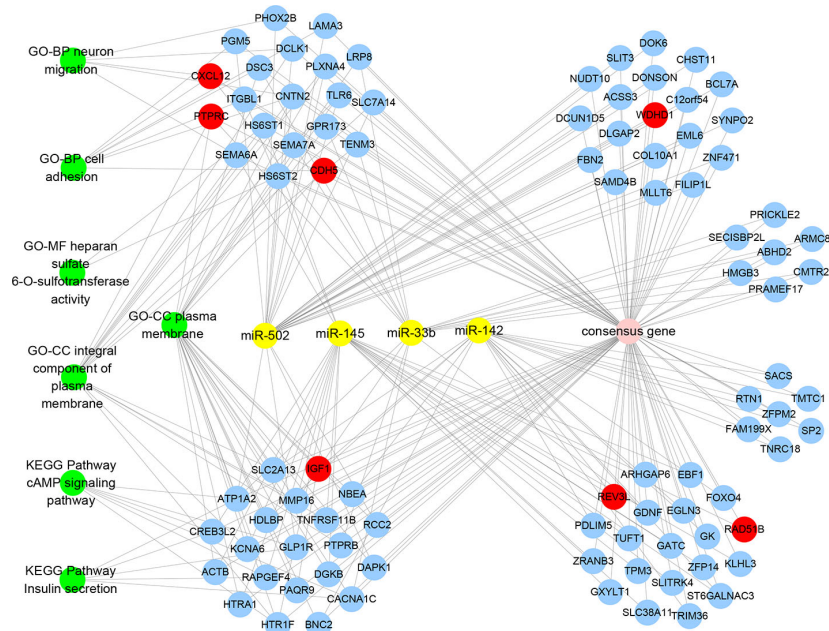 PHOX2B
LAMA3
PGM5
DCLK1
LRP8
GO-BP neuron
migration
CXCL12
DSC3
PLXNA4
ITGBL1
CNTN2
TLR6
SLC7A14
PTPRC
HS6ST1
GPR173
SEMA6A
SEMA7A
TENM3
GO-BP cell
adhesion
HS6ST2
CDH5
DOK6
SLIT3
CHST11
NUDT10
DONSON
BCL7A
ACSS3
C12orf54
DCUN1D5
WDHD1
SYNPO2
DLGAP2
EML6
FBN2
COL10A1
ZNF471
SAMD4B
FILIP1L
MLLT6
PRICKLE2
SECISBP2L
ARMC8
ABHD2
HMGB3
CMTR2
PRAMEF17
GO-MF heparan
sulfate
6-O-sulfotransferase
activity
GO-CC plasma
membrane
miR-502
miR-145
miR-33b
miR-142
consensus gene
GO-CC integral
component of
plasma
membrane
SACS
RTN1
TMTC1
ZFPM2
FAM199X
SP2
TNRC18
KEGG Pathway
cAMP signaling
pathway
KEGG Pathway
Insulin secretion
SLC2A13
IGF1
ATP1A2
MMP16
NBEA
HDLBP
TNFRSF11B
CREB3L2
RCC2
KCNA6
GLP1R
PTPRB
ACTB
RAPGEF4
DGKB
DAPK1
PAQR9
CACNA1C
HTRA1
HTR1F
BNC2
ARHGAP6
EBF1
REV3L
FOXO4
GDNF
EGLN3
PDLIM5
RAD51B
TUFT1
GK
GATC
ZRANB3
TPM3
ZFP14
KLHL3
SLITRK4
GXYLT1
ST6GALNAC3
SLC38A11
TRIM36